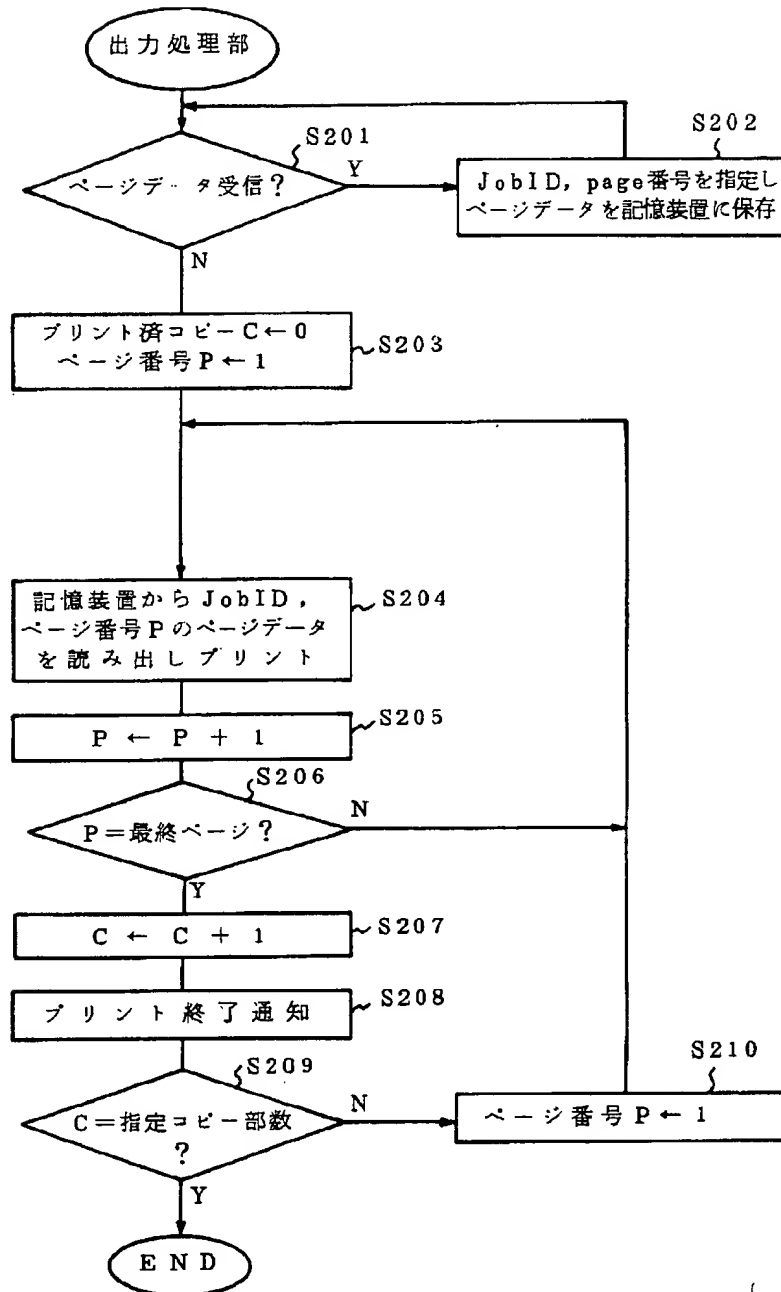 出力処理部
S201
S202
ページデータ受信?
Y
JobID, page番号を指定し
ページデータを記憶装置に保存
N
プリント済コピーC←0
ページ番号P←1
S203
記憶装置からJobID,
ページ番号Pのページデータ
を読み出しプリント
S204
S205
P ← P + 1
S206
P=最終ページ?
N
Y
C ← C + 1
S207
プリント終了通知
S208
S209
S210
C=指定コピー部数
?
N
ページ番号P←1
Y
END